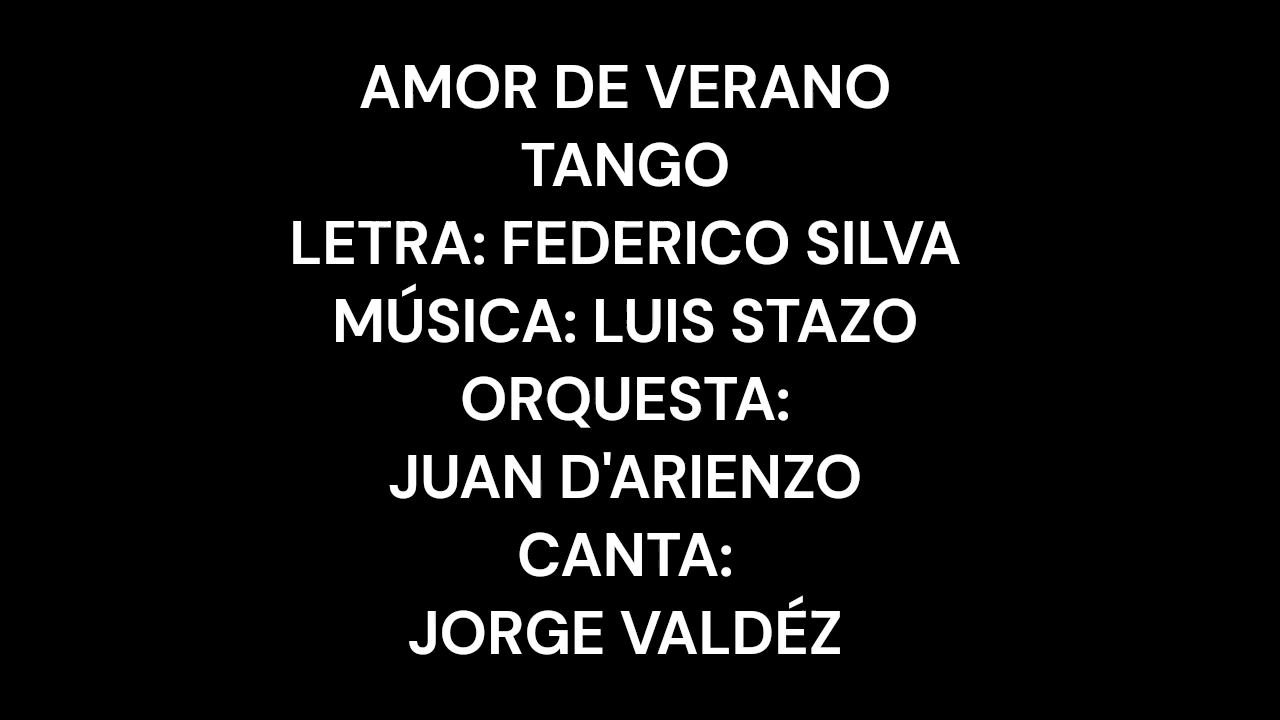 AMOR DE VERANO
TANGO
LETRA: FEDERICO SILVA
MÚSICA: LUIS STAZO
ORQUESTA:
JUAN D'ARIENZO
CANTA:
JORGE VALDÉZ